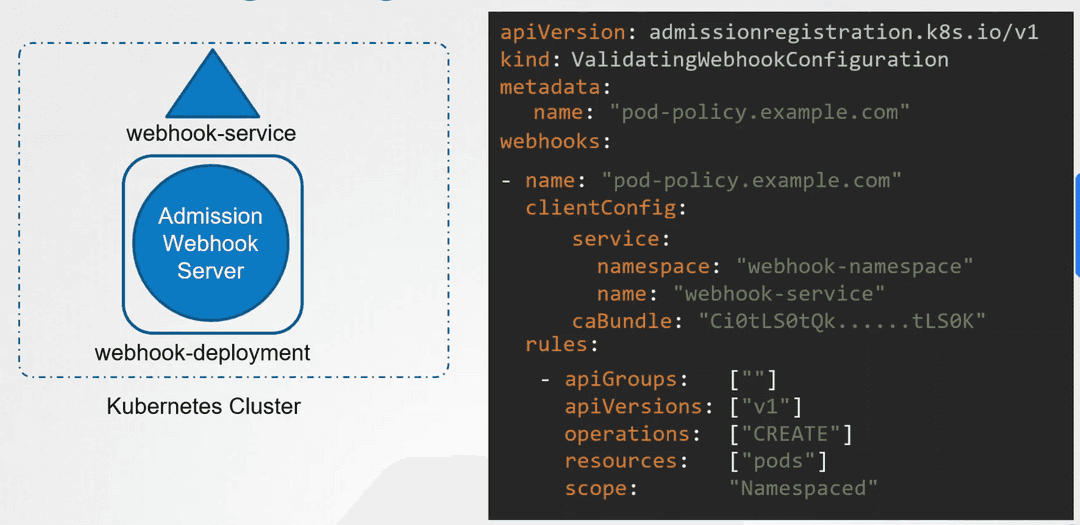 webhook-service
Admission
Webhook
Server
webhook-deployment
Kubernetes Cluster
apiVersion: admissionregistration.k8s.io/v1
kind: ValidatingWebhookConfiguration
metadata:
name: "pod-policy.example.com"
webhooks:
- name: "pod-policy.example.com"
clientConfig:
service:
namespace: "webhook-namespace"
name: "webhook-service"
caBundle: "Ci0tLS0tQk......tLS0K"
rules:
- apiGroups: [""]
apiVersions: ["v1"]
operations: ["CREATE"]
resources: ["pods"]
scope: "Namespaced"